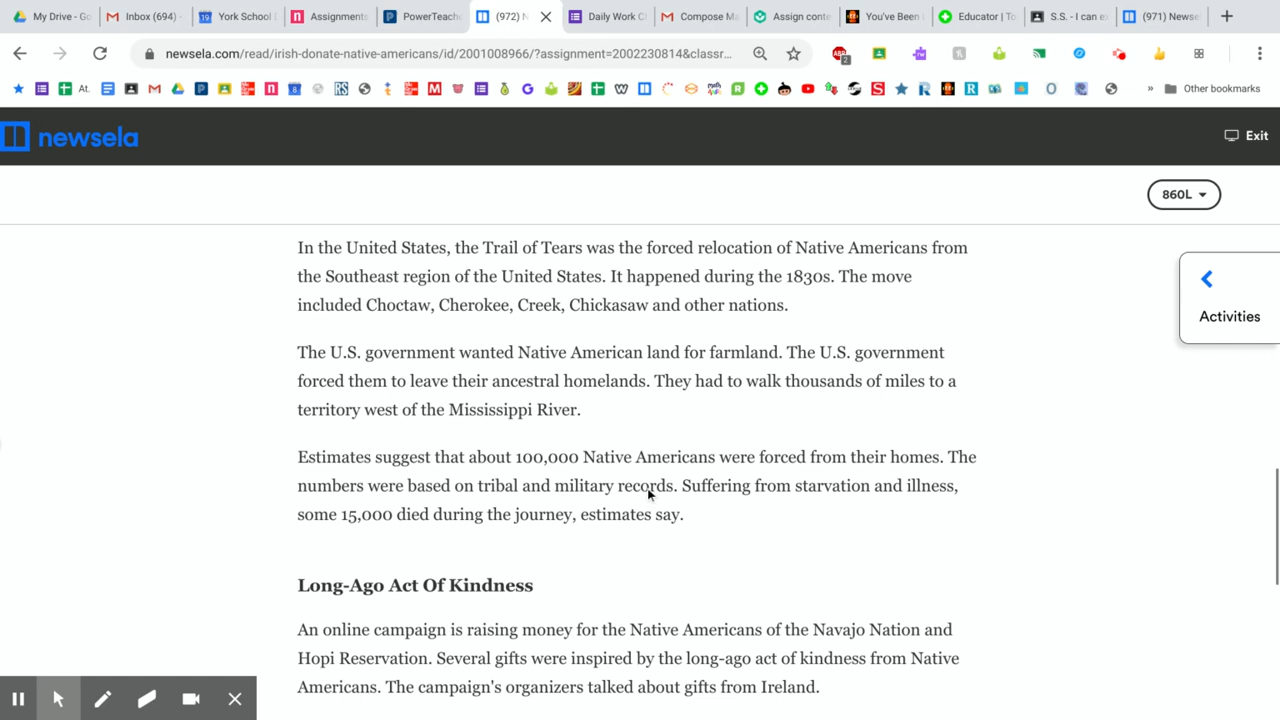 My Drive - Go
Inbox (694) -
York School
Assignments
PowerTeache
(972) N
Daily Work C
Compose Ma
Assign conte
You've Been
Educator | To
S.S. - I can e
(971) Newse
newsela.com/read/irish-donate-native-americans/id/2001008966/?assignment=2002230814&classr...
At.
Other bookmarks
newsela
Exit
860L
In the United States, the Trail of Tears was the forced relocation of Native Americans from
the Southeast region of the United States. It happened during the 1830s. The move
included Choctaw, Cherokee, Creek, Chickasaw and other nations.
Activities
The U.S. government wanted Native American land for farmland. The U.S. government
forced them to leave their ancestral homelands. They had to walk thousands of miles to a
territory west of the Mississippi River.
Estimates suggest that about 100,000 Native Americans were forced from their homes. The
numbers were based on tribal and military records. Suffering from starvation and illness,
some 15,000 died during the journey, estimates say.
Long-Ago Act Of Kindness
An online campaign is raising money for the Native Americans of the Navajo Nation and
Hopi Reservation. Several gifts were inspired by the long-ago act of kindness from Native
Americans. The campaign's organizers talked about gifts from Ireland.